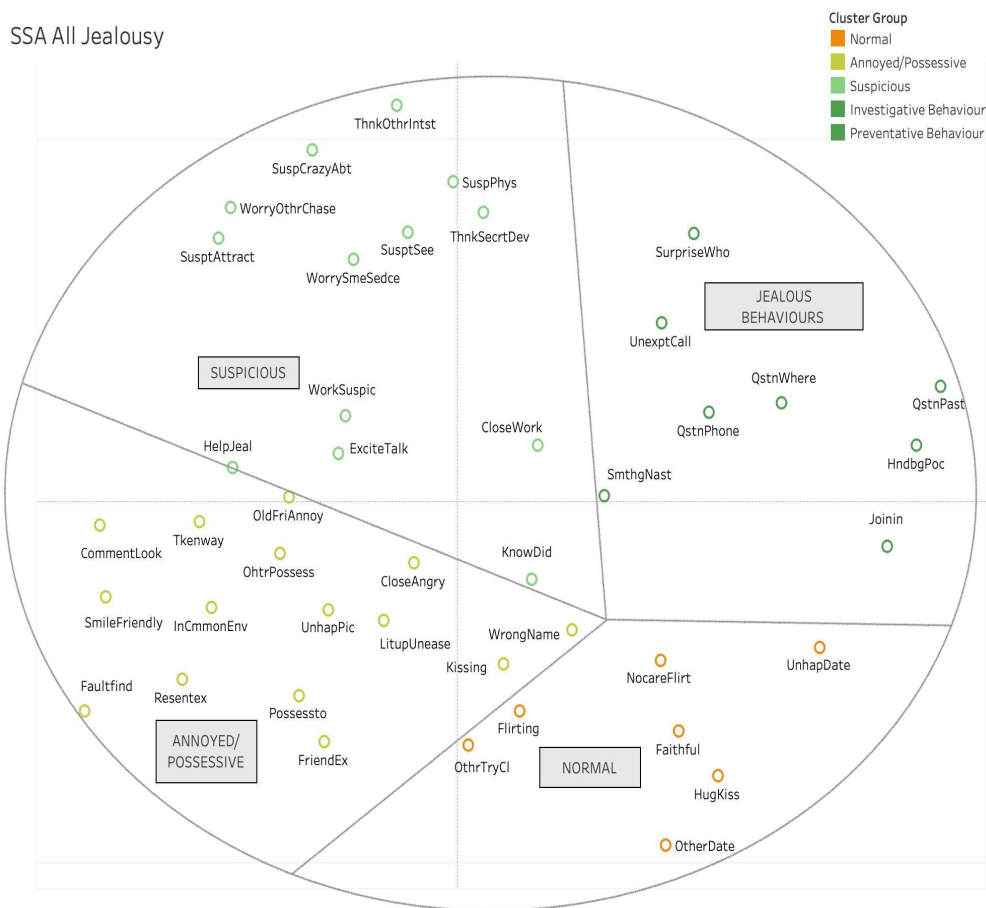 SSA All Jealousy
Cluster Group
Normal
Annoyed/Possessive
Suspicious
Investigative Behaviour
Preventative Behaviour
ThnkOthrIntst
SuspCrazyAbt
SuspPhys
WorryOthrChase
ThnkSecrtDev
SusptSee
SusptAttract
WorrySmeSedce
SurpriseWho
JEALOUS
BEHAVIOURS
UnexptCall
SUSPICIOUS
QstnWhere
WorkSuspic
QstnPast
CloseWork
QstnPhone
HelpJeal
ExciteTalk
HndbgPoc
SmthgNast
OldFriAnnoy
Joinin
Tkenway
CommentLook
KnowDid
OhtrPossess
CloseAngry
SmileFriendly
InCmmonEnv
UnhapPic
WrongName
LitupUnease
Kissing
UnhapDate
NocareFlirt
Faultfind
Resentex
Possessto
Flirting
ANNOYED/
POSSESSIVE
FriendEx
OthrTryCl
NORMAL
Faithful
HugKiss
OtherDate